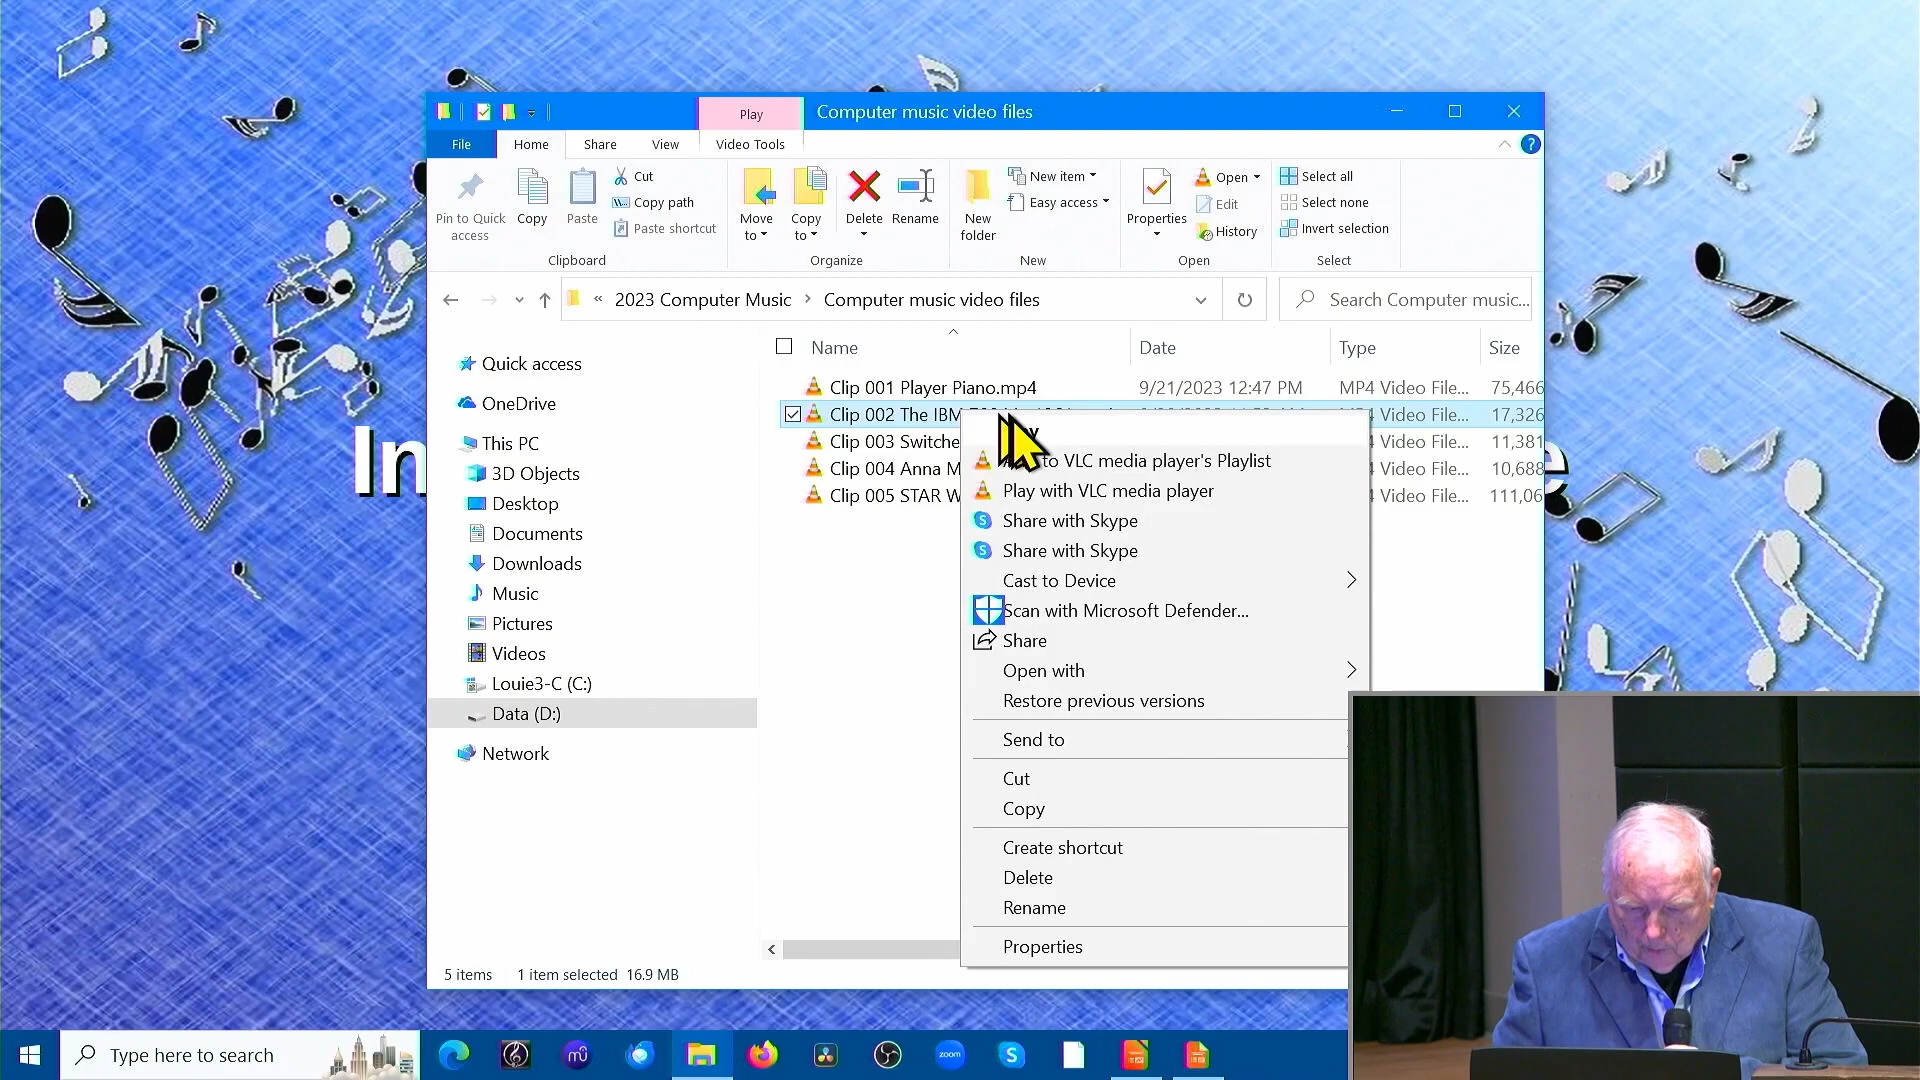 Play
Computer music video files
File
Home
Share
View
Video Tools
Pin to Quick
access
Copy
Paste
Cut
Copy path
Paste shortcut
Clipboard
Move
to
Copy
to
Delete
Rename
Organize
New
folder
New item
Easy access
New
Properties
Open
Edit
History
Open
Select all
Select none
Invert selection
Select
« 2023 Computer Music > Computer music video files
Search Computer music...
Name
Date
Type
Size
Quick access
OneDrive
This PC
3D Objects
Desktop
Documents
Downloads
Music
Pictures
Videos
Louie3-C (C:)
Data (D:)
Network
Clip 001 Player Piano.mp4 9/21/2023 12:47 PM MP4 Video File... 75,466
Clip 002 The IBM 17,326
Clip 003 Switche Video File... 11,381
Clip 004 Anna M Video File... 10,688
Clip 005 STAR W Video File... 111,06
to VLC media player's Playlist
Play with VLC media player
Share with Skype
Share with Skype
Cast to Device
Scan with Microsoft Defender...
Share
Open with
Restore previous versions
Send to
Cut
Copy
Create shortcut
Delete
Rename
Properties
5 items 1 item selected 16.9 MB
In
e
Type here to search
mü
zoom